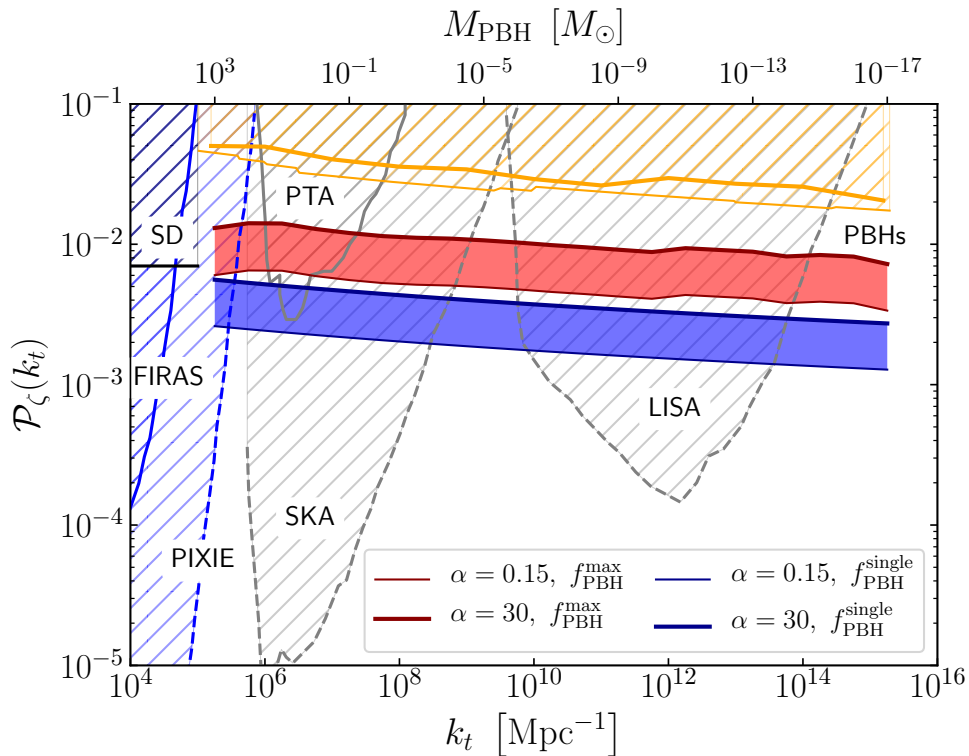 M_PBH [M_⊙]
10^3 10^-1 10^-5 10^-9 10^-13 10^-17
10^-1
PTA
SD
PBHs
10^-2
P_ζ(k_t)
FIRAS
10^-3
LISA
10^-4
SKA
PIXIE
α = 0.15, f_PBH^max
α = 30, f_PBH^max
α = 0.15, f_PBH^single
α = 30, f_PBH^single
10^-5
10^4 10^6 10^8 10^10 10^12 10^14 10^16
k_t [Mpc^-1]